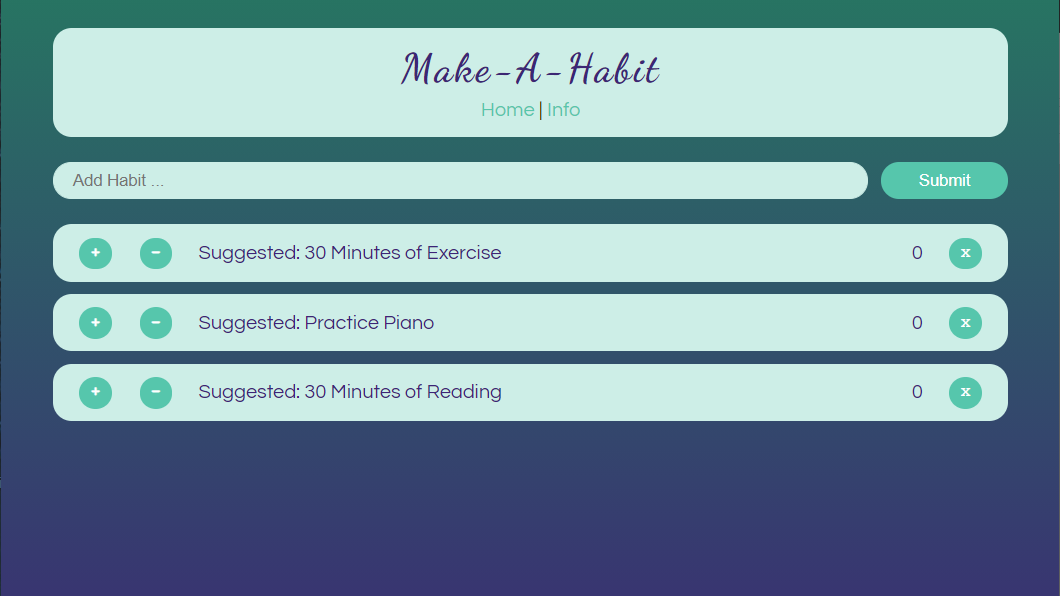 Make-A-Habit
Home | Info
Add Habit ... Submit
+ − Suggested: 30 Minutes of Exercise 0 x
+ − Suggested: Practice Piano 0 x
+ − Suggested: 30 Minutes of Reading 0 x